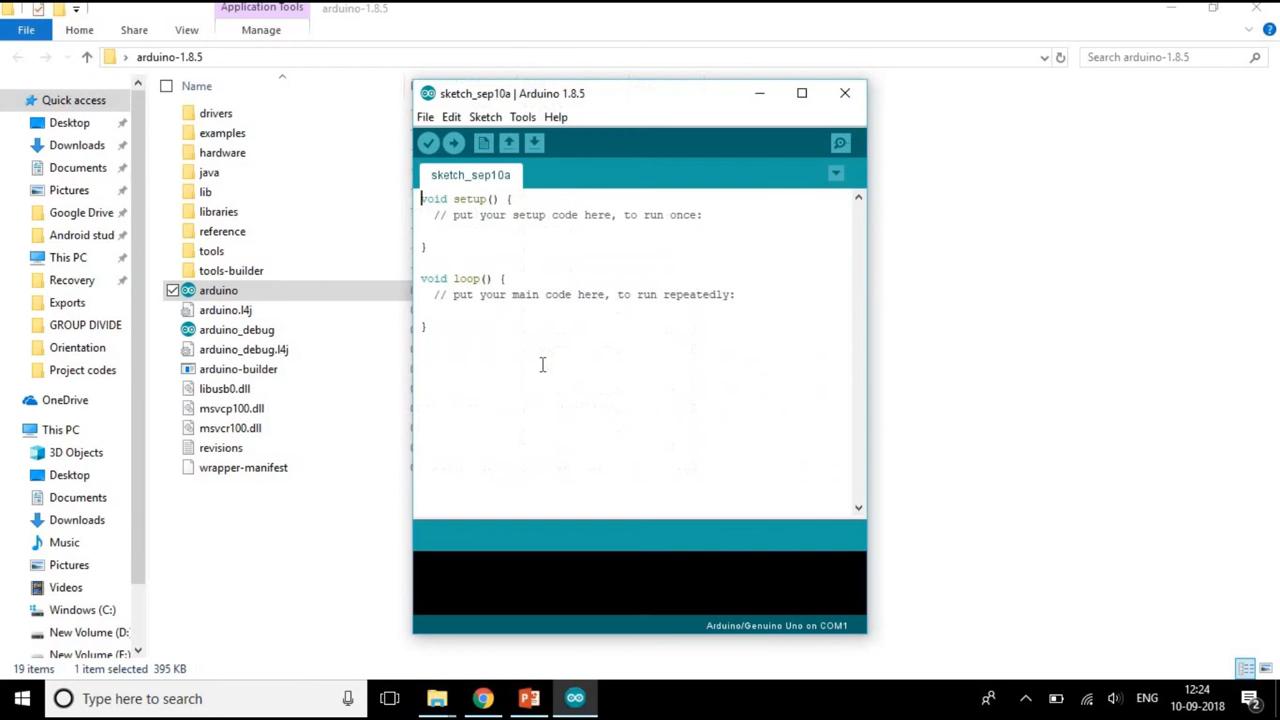 Application Tools
arduino-1.8.5
File
Home
Share
View
Manage
arduino-1.8.5
Search arduino-1.8.5
Quick access
Desktop
Downloads
Documents
Pictures
Google Drive
Android stud
This PC
Recovery
Exports
GROUP DIVIDE
Orientation
Project codes
OneDrive
This PC
3D Objects
Desktop
Documents
Downloads
Music
Pictures
Videos
Windows (C:)
New Volume (D:
New Volume (E:
Name
drivers
examples
hardware
java
lib
libraries
reference
tools
tools-builder
arduino
arduino.l4j
arduino_debug
arduino_debug.l4j
arduino-builder
libusb0.dll
msvcp100.dll
msvcr100.dll
revisions
wrapper-manifest
sketch_sep10a | Arduino 1.8.5
File Edit Sketch Tools Help
sketch_sep10a
void setup() {
// put your setup code here, to run once:
}
void loop() {
// put your main code here, to run repeatedly:
}
Arduino/Genuino Uno on COM1
19 items
1 item selected 395 KB
Type here to search
ENG
12:24
10-09-2018
2